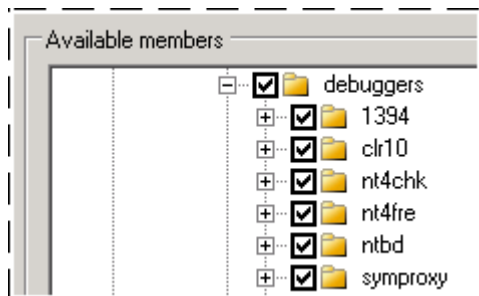 Available members
debuggers
1394
clr10
nt4chk
nt4fre
ntbd
symproxy